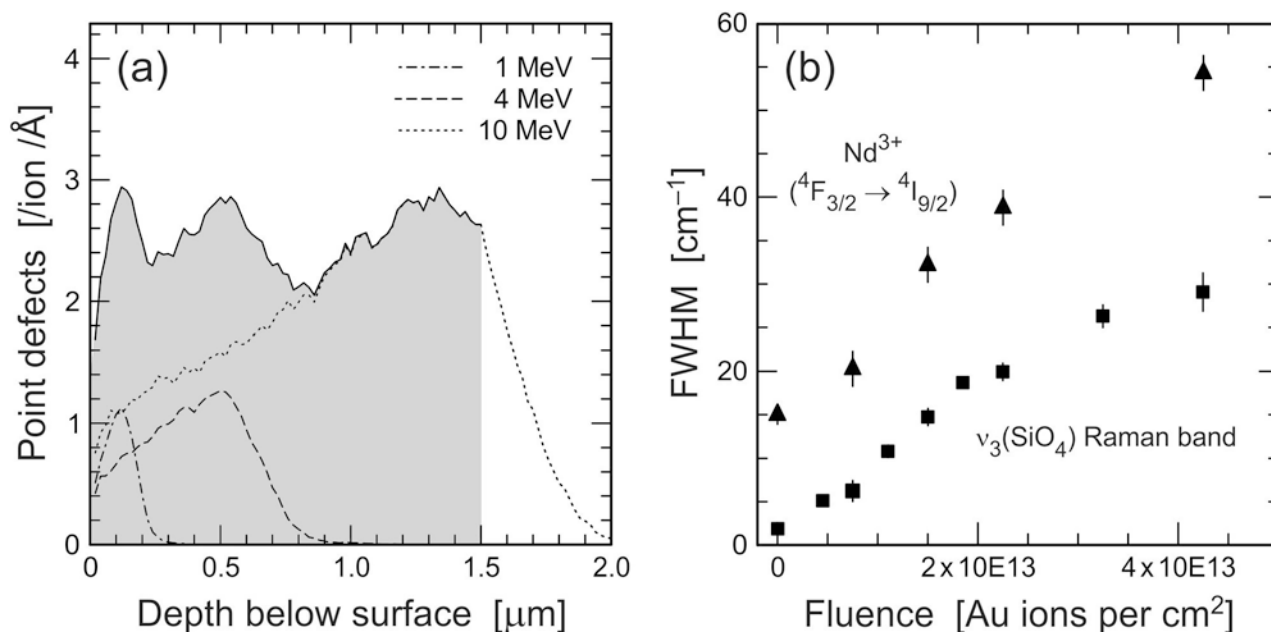 (a)
1 MeV
4 MeV
10 MeV
Point defects [/ion /Å]
4
3
2
1
0
0 0.5 1.0 1.5 2.0
Depth below surface [μm]
(b)
Nd³⁺
(⁴F₃/₂ → ⁴I₉/₂)
ν₃(SiO₄) Raman band
FWHM [cm⁻¹]
60
40
20
0
0 2 x 10E13 4 x 10E13
Fluence [Au ions per cm²]